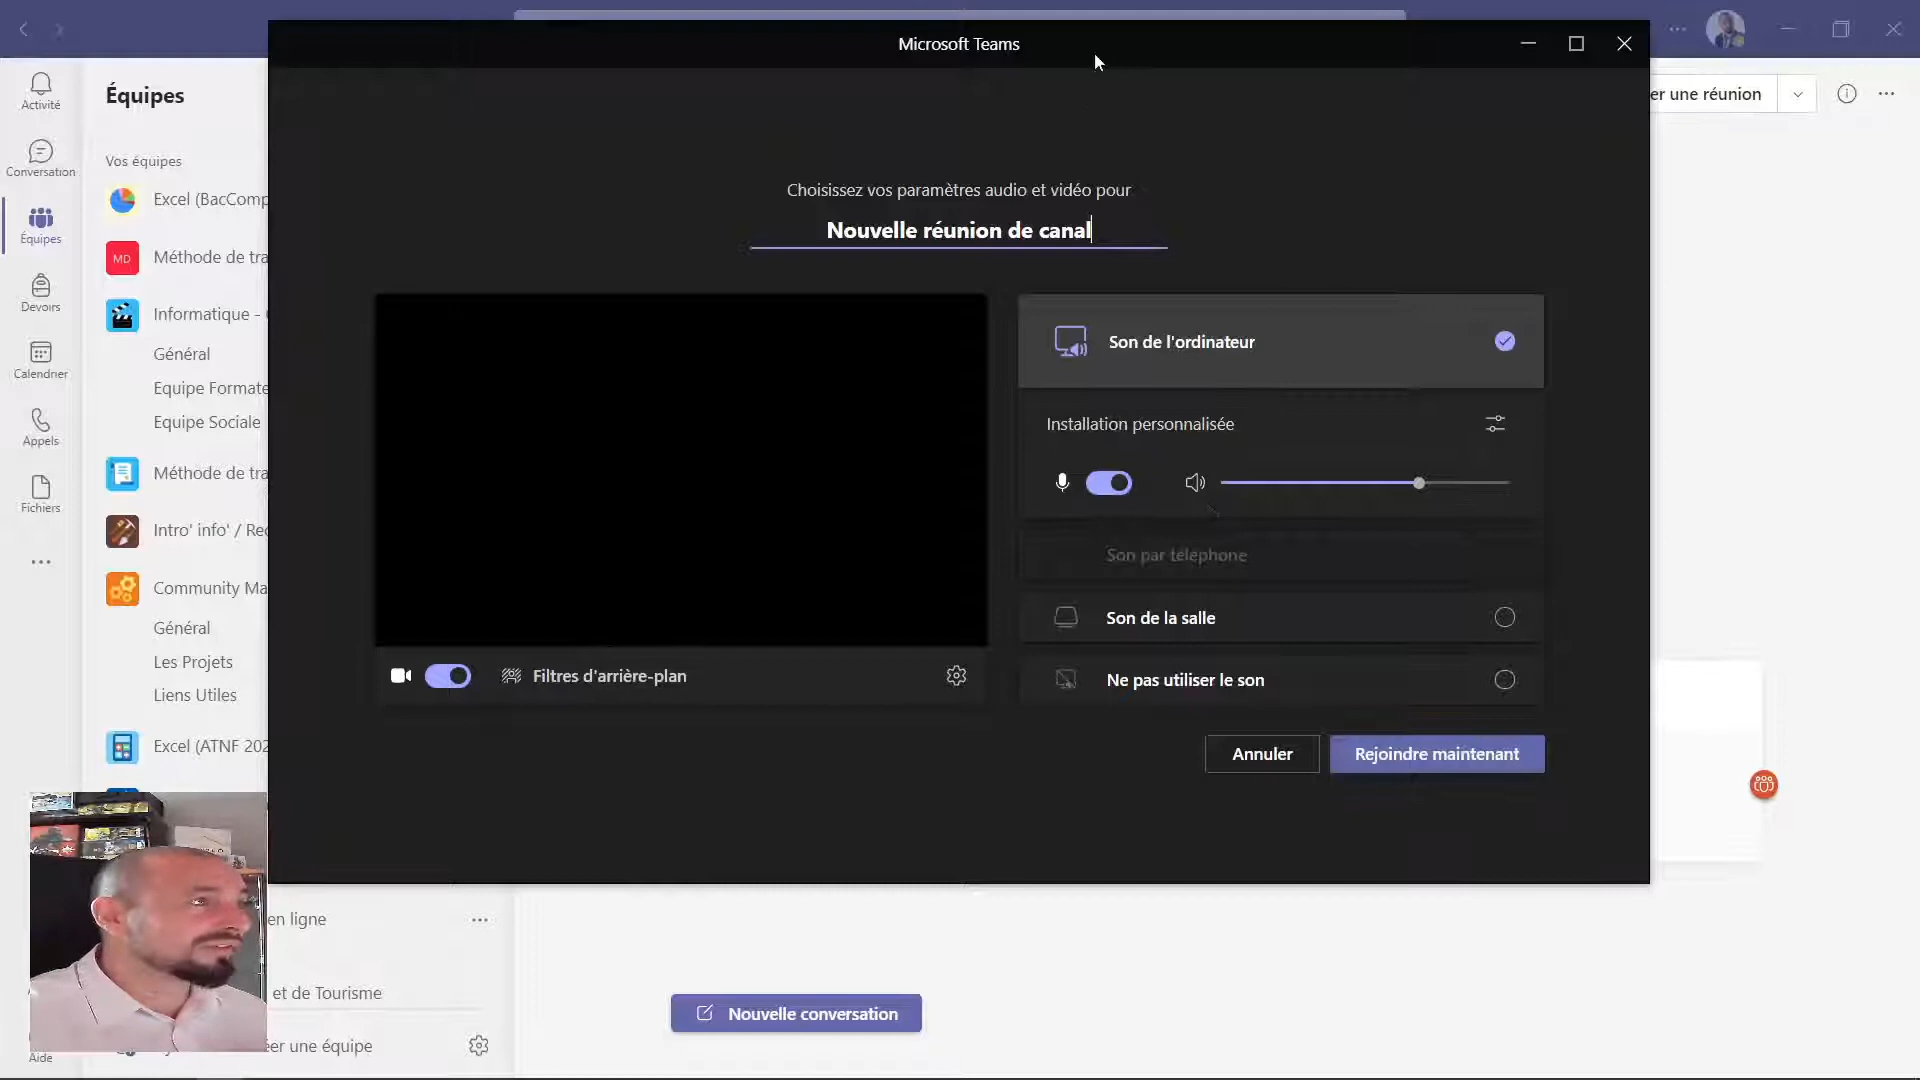 Microsoft Teams
er une réunion
Activité
Conversation
Équipes
Devoirs
Calendrier
Appels
Fichiers
Aide
Équipes
Vos équipes
Excel (BacComp
MD
Méthode de tra
Informatique -
Général
Equipe Formate
Equipe Sociale
Méthode de tra
Intro' info' / Rec
Community Ma
Général
Les Projets
Liens Utiles
Excel (ATNF 202
en ligne
et de Tourisme
er une équipe
Choisissez vos paramètres audio et vidéo pour
Nouvelle réunion de canal
Filtres d'arrière-plan
Son de l'ordinateur
Installation personnalisée
Son par téléphone
Son de la salle
Ne pas utiliser le son
Annuler
Rejoindre maintenant
Nouvelle conversation